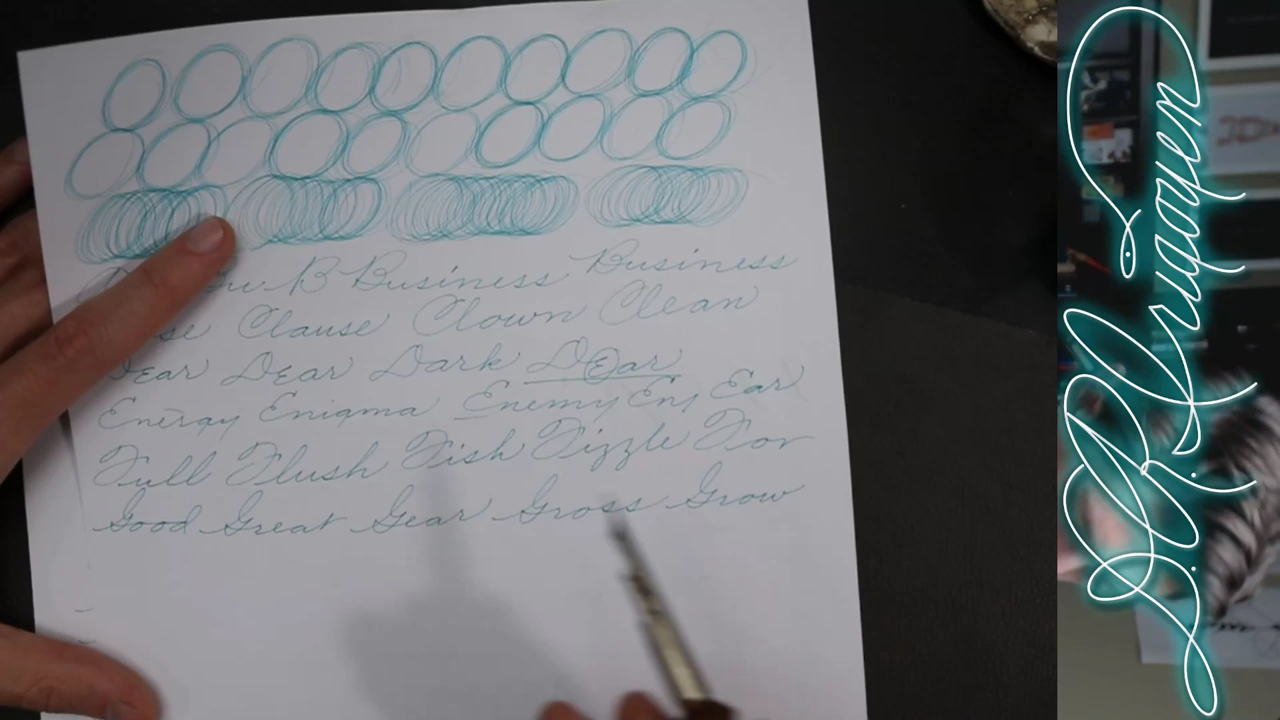 B Business Business
Clause Clown Clean
Dear Dear Dark Dear
Energy Enigma Enemy En Ear
Full Flush Fish Fizzle For
Good Great Gear Gross Grow